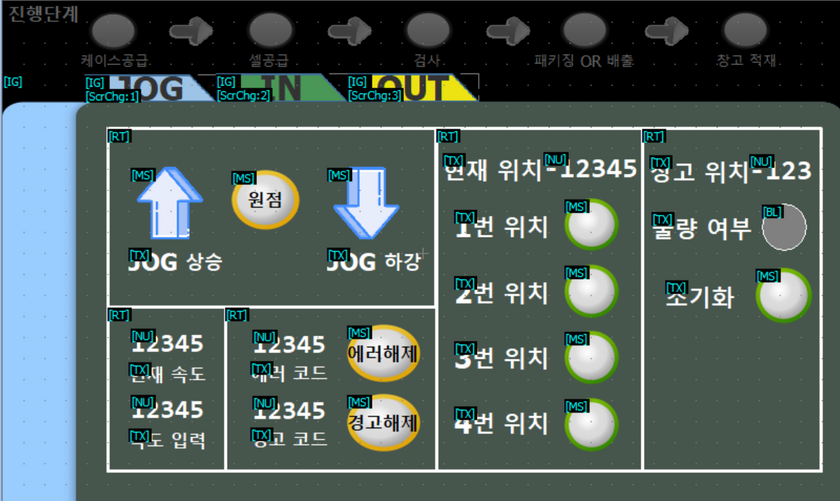 진행단계
케이스공급 셀공급 검사 패키징 OR 배출 창고 적재
[IG] [IG] JOG [IG] IN [IG] OUT
[ScrChg:1] [ScrChg:2] [ScrChg:3]
[RT] [RT] [RT]
[MS] [MS] 원점 [MS]
[TX] JOG 상승 [TX] JOG 하강
[TX] 현재 위치 [NU] -12345
[TX] 1번 위치 [MS]
[TX] 2번 위치 [MS]
[TX] 3번 위치 [MS]
[TX] 4번 위치 [MS]
[TX] 창고 위치 [NU] -123
[TX] 불량 여부 [BL]
[TX] 초기화 [MS]
[RT] [RT]
[NU] 12345
[TX] 현재 속도
[NU] 12345
[TX] 속도 입력
[NU] 12345 [MS] 에러해제
[TX] 에러 코드
[NU] 12345 [MS] 경고해제
[TX] 경고 코드